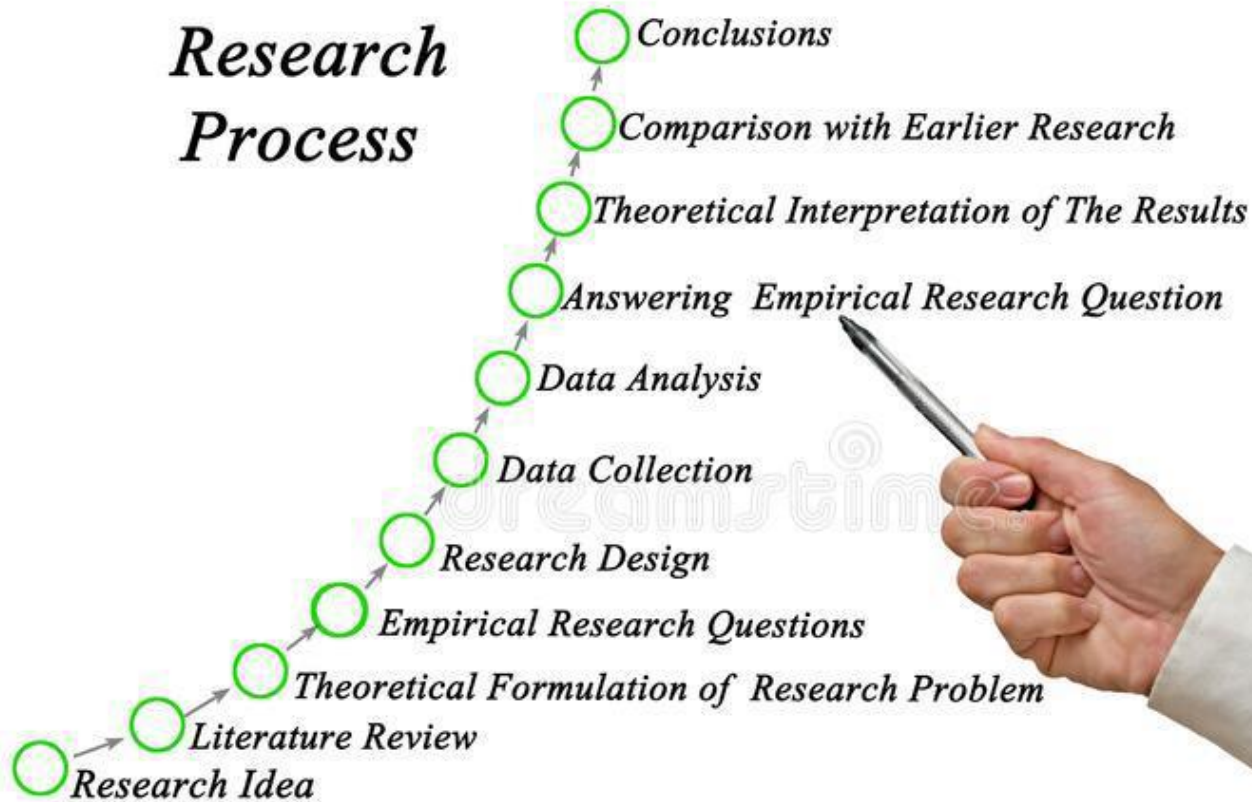 Research
Process
Conclusions
Comparison with Earlier Research
Theoretical Interpretation of The Results
Answering Empirical Research Question
Data Analysis
Data Collection
dreamstime
Research Design
Empirical Research Questions
Theoretical Formulation of Research Problem
Literature Review
Research Idea